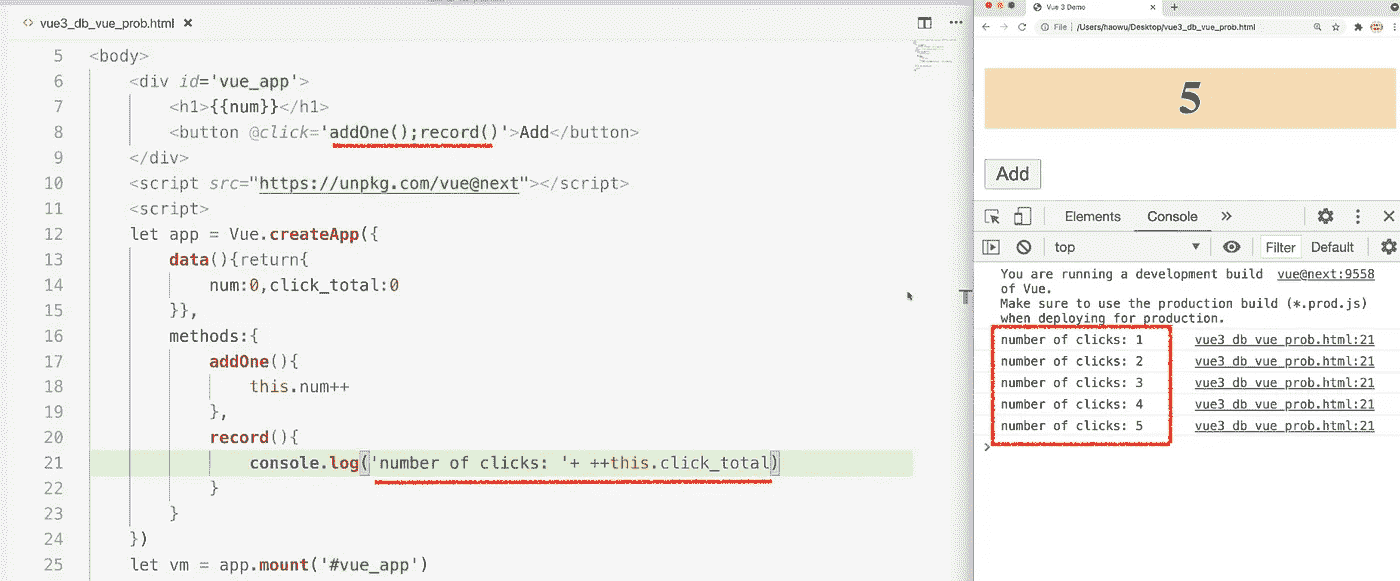 vue3_db_vue_prob.html
5 <body>
6 <div id='vue_app'>
7 <h1>{{num}}</h1>
8 <button @click='addOne();record()'>Add</button>
9 </div>
10 <script src="https://unpkg.com/vue@next"></script>
11 <script>
12 let app = Vue.createApp({
13 data(){return{
14 num:0,click_total:0
15 }},
16 methods:{
17 addOne(){
18 this.num++
19 },
20 record(){
21 console.log('number of clicks: '+ ++this.click_total)
22 }
23 }
24 })
25 let vm = app.mount('#vue_app')
Vue 3 Demo
File | /Users/haowu/Desktop/vue3_db_vue_prob.html
5
Add
Elements Console
top Filter Default
You are running a development build vue@next:9558
of Vue.
Make sure to use the production build (*.prod.js)
when deploying for production.
number of clicks: 1 vue3_db_vue_prob.html:21
number of clicks: 2 vue3_db_vue_prob.html:21
number of clicks: 3 vue3_db_vue_prob.html:21
number of clicks: 4 vue3_db_vue_prob.html:21
number of clicks: 5 vue3_db_vue_prob.html:21